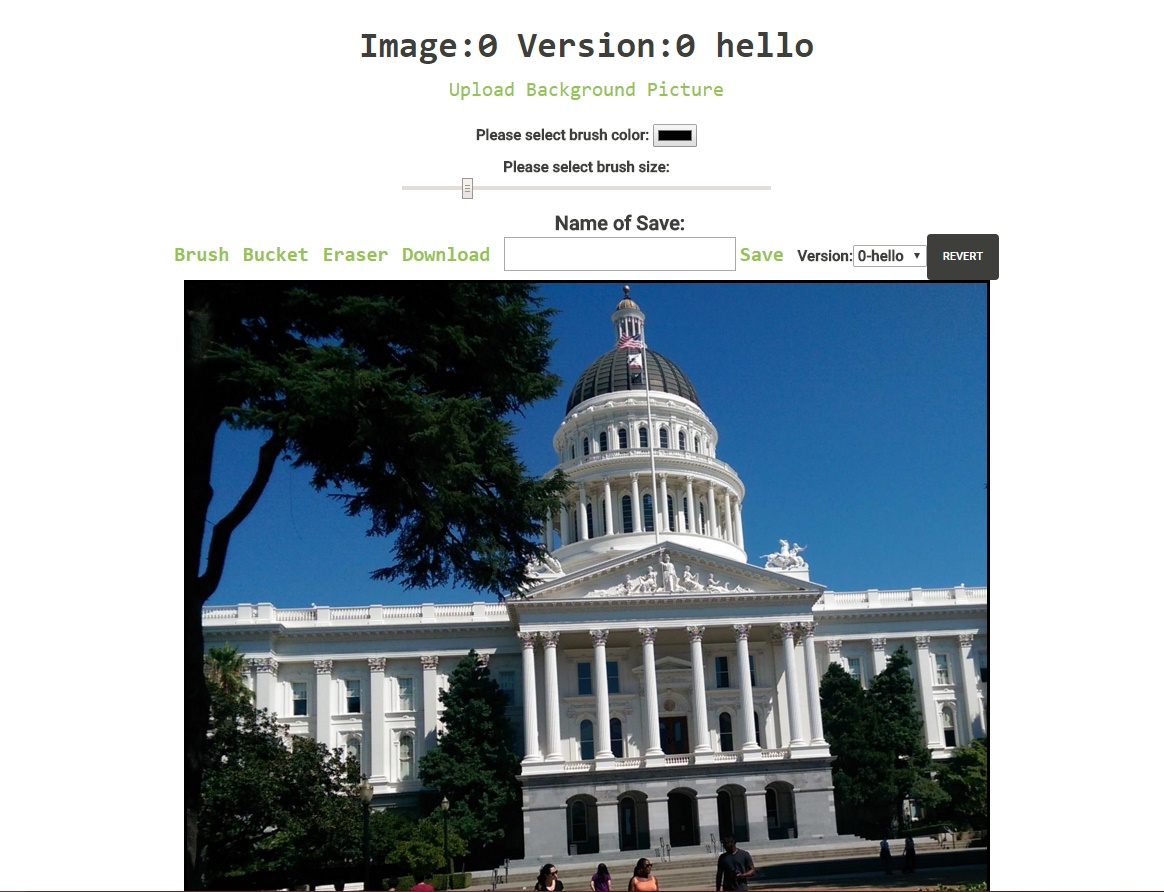 Image:0 Version:0 hello
Upload Background Picture
Please select brush color:
Please select brush size:
Name of Save:
Brush Bucket Eraser Download Save Version: 0-hello REVERT